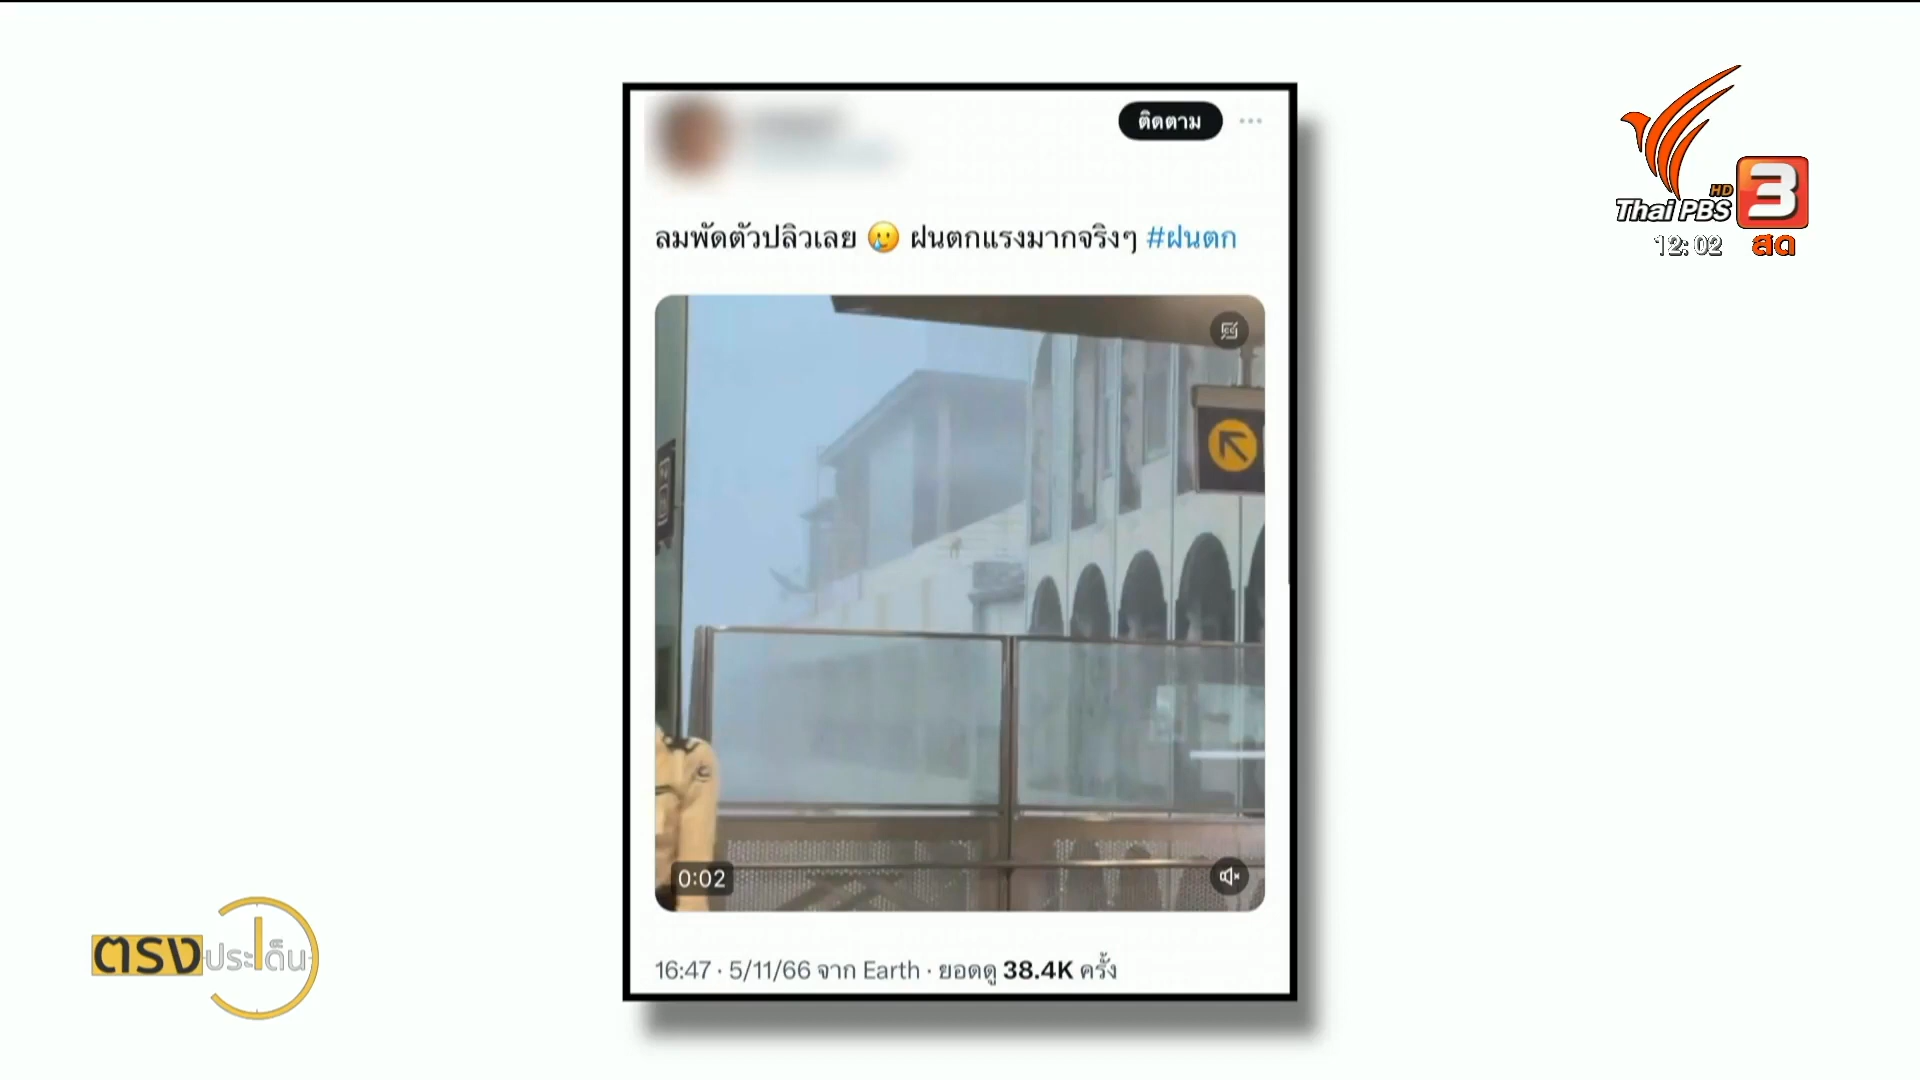 ติดตาม
ลมพัดตัวปลิวเลย 🥲 ฝนตกแรงมากจริงๆ #ฝนตก
0:02
16:47 · 5/11/66 จาก Earth · ยอดดู 38.4K ครั้ง
Thai PBS HD 3
12:02 สด
ตรงประเด็น